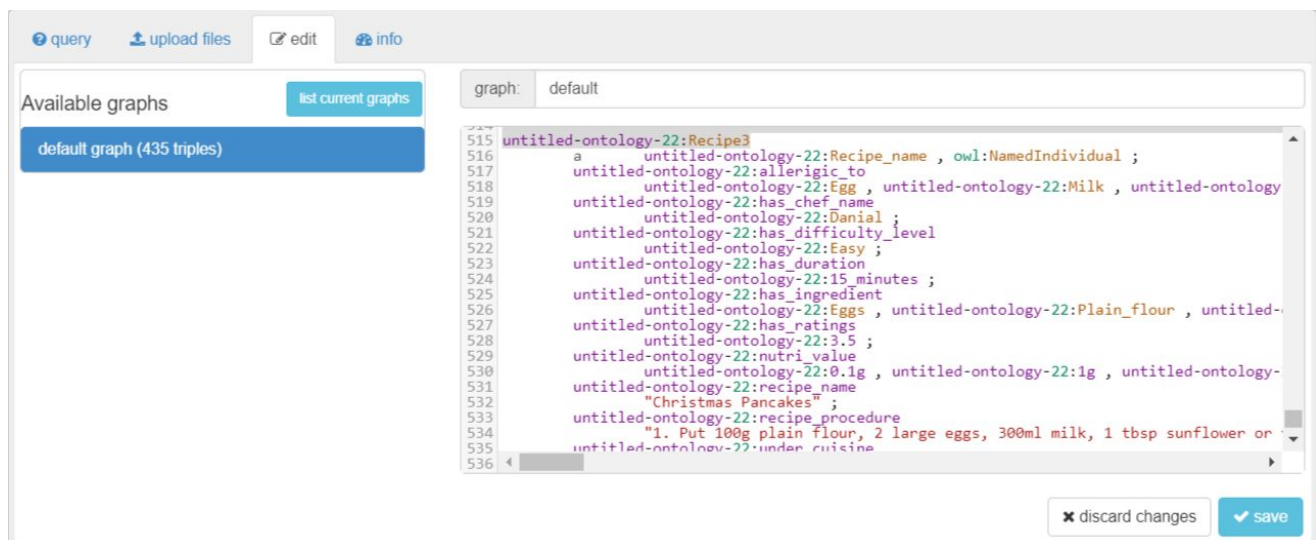 query upload files edit info
Available graphs list current graphs
default graph (435 triples)
graph: default
514
515 untitled-ontology-22:Recipe3
516 a untitled-ontology-22:Recipe_name , owl:NamedIndividual ;
517 untitled-ontology-22:allerigic_to
518 untitled-ontology-22:Egg , untitled-ontology-22:Milk , untitled-ontology
519 untitled-ontology-22:has_chef_name
520 untitled-ontology-22:Danial ;
521 untitled-ontology-22:has_difficulty_level
522 untitled-ontology-22:Easy ;
523 untitled-ontology-22:has_duration
524 untitled-ontology-22:15_minutes ;
525 untitled-ontology-22:has_ingredient
526 untitled-ontology-22:Eggs , untitled-ontology-22:Plain_flour , untitled-
527 untitled-ontology-22:has_ratings
528 untitled-ontology-22:3.5 ;
529 untitled-ontology-22:nutri_value
530 untitled-ontology-22:0.1g , untitled-ontology-22:1g , untitled-ontology-
531 untitled-ontology-22:recipe_name
532 "Christmas Pancakes" ;
533 untitled-ontology-22:recipe_procedure
534 "1. Put 100g plain flour, 2 large eggs, 300ml milk, 1 tbsp sunflower or
535 untitled-ontology-22:under_cuisine
536
discard changes save